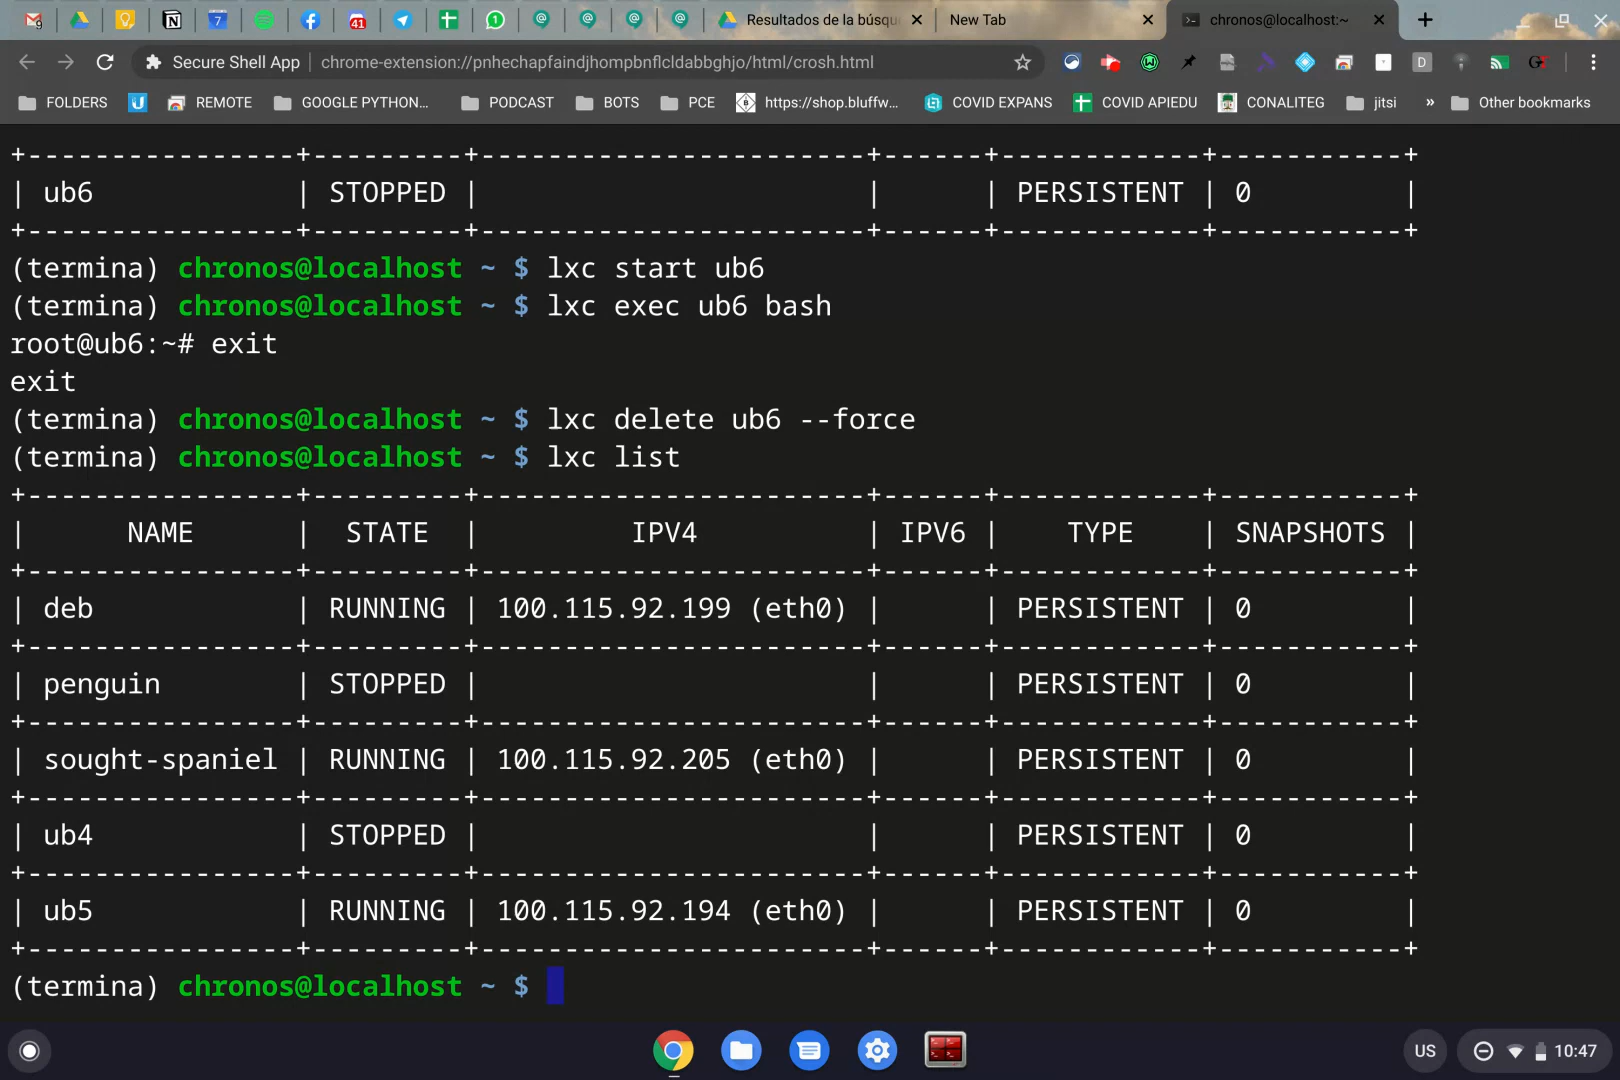 9
7
41
1
Resultados de la búsqu
New Tab
chronos@localhost:~
Secure Shell App
chrome-extension://pnhechapfaindjhompbnflcldabbghjo/html/crosh.html
D
GT
FOLDERS
REMOTE
GOOGLE PYTHON...
PODCAST
BOTS
PCE
https://shop.bluffw...
COVID EXPANS
COVID APIEDU
CONALITEG
jitsi
»
Other bookmarks
+----------------+---------+-----------------------+------+------------+-----------+
| ub6            | STOPPED |                       |      | PERSISTENT | 0         |
+----------------+---------+-----------------------+------+------------+-----------+
(termina) chronos@localhost ~ $ lxc start ub6
(termina) chronos@localhost ~ $ lxc exec ub6 bash
root@ub6:~# exit
exit
(termina) chronos@localhost ~ $ lxc delete ub6 --force
(termina) chronos@localhost ~ $ lxc list
+----------------+---------+-----------------------+------+------------+-----------+
|      NAME      |  STATE  |         IPV4          | IPV6 |    TYPE    | SNAPSHOTS |
+----------------+---------+-----------------------+------+------------+-----------+
| deb            | RUNNING | 100.115.92.199 (eth0) |      | PERSISTENT | 0         |
+----------------+---------+-----------------------+------+------------+-----------+
| penguin        | STOPPED |                       |      | PERSISTENT | 0         |
+----------------+---------+-----------------------+------+------------+-----------+
| sought-spaniel | RUNNING | 100.115.92.205 (eth0) |      | PERSISTENT | 0         |
+----------------+---------+-----------------------+------+------------+-----------+
| ub4            | STOPPED |                       |      | PERSISTENT | 0         |
+----------------+---------+-----------------------+------+------------+-----------+
| ub5            | RUNNING | 100.115.92.194 (eth0) |      | PERSISTENT | 0         |
+----------------+---------+-----------------------+------+------------+-----------+
(termina) chronos@localhost ~ $
US
10:47